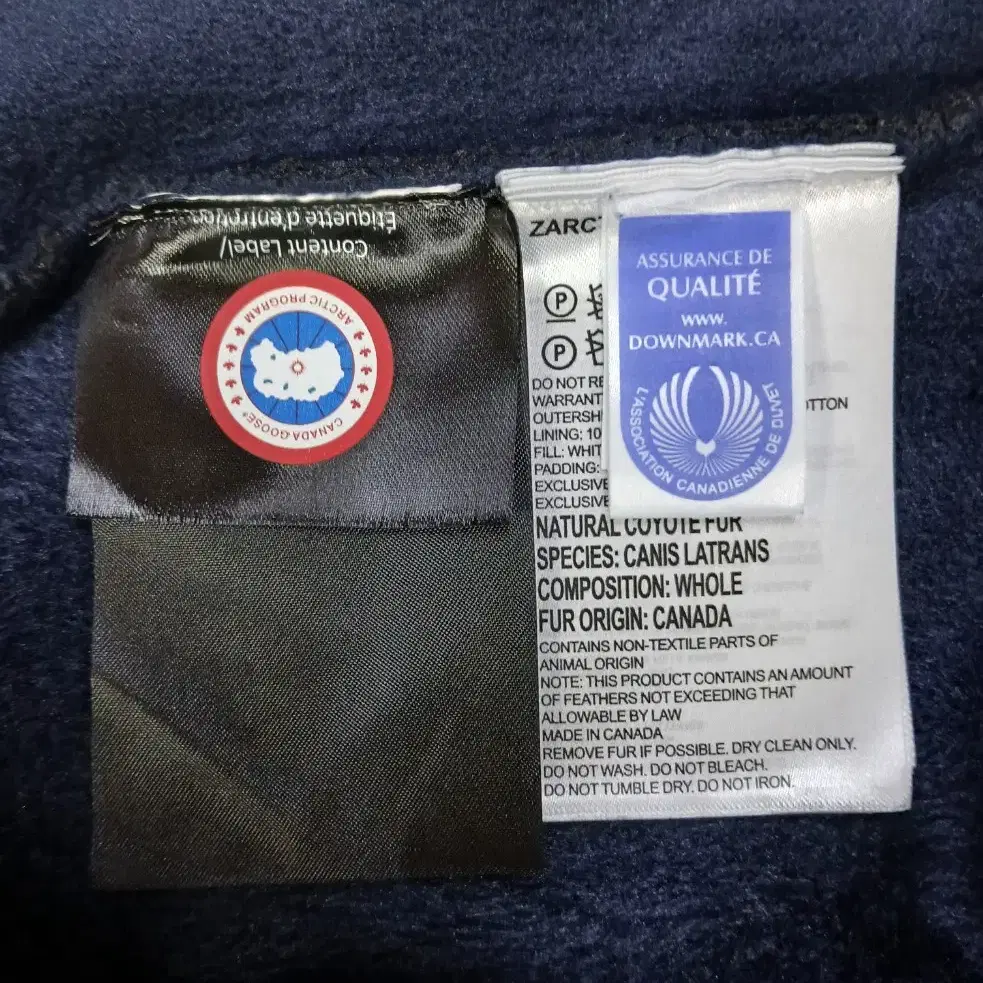 Content Label/
Étiquette d'entretien
ARCTIC PROGRAM
CANADA GOOSE
ZARC
P
P
ASSURANCE DE
QUALITÉ
WWW.
DOWNMARK.CA
L'ASSOCIATION CANADIENNE DE DUVET
DO NOT RE
WARRANT
OUTERSH
OTTON
LINING: 10
FILL: WHIT
PADDING:
EXCLUSIVE
EXCLUSIVE
NATURAL COYOTE FUR
SPECIES: CANIS LATRANS
COMPOSITION: WHOLE
FUR ORIGIN: CANADA
CONTAINS NON-TEXTILE PARTS OF
ANIMAL ORIGIN
NOTE: THIS PRODUCT CONTAINS AN AMOUNT
OF FEATHERS NOT EXCEEDING THAT
ALLOWABLE BY LAW
MADE IN CANADA
REMOVE FUR IF POSSIBLE. DRY CLEAN ONLY.
DO NOT WASH. DO NOT BLEACH.
DO NOT TUMBLE DRY. DO NOT IRON.